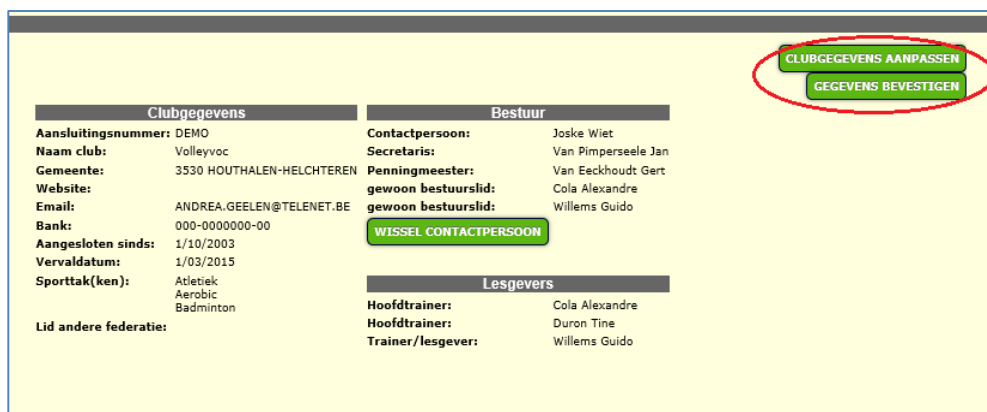 CLUBGEGEVENS AANPASSEN
GEGEVENS BEVESTIGEN
Clubgegevens
Aansluitingsnummer: DEMO
Naam club: Volleyvoc
Gemeente: 3530 HOUTHALEN-HELCHTEREN
Website:
Email: ANDREA.GEELEN@TELENET.BE
Bank: 000-0000000-00
Aangesloten sinds: 1/10/2003
Vervaldatum: 1/03/2015
Sporttak(ken): Atletiek
Aerobic
Badminton
Lid andere federatie:
Bestuur
Contactpersoon: Joske Wiet
Secretaris: Van Pimperseele Jan
Penningmeester: Van Eeckhoudt Gert
gewoon bestuurslid: Cola Alexandre
gewoon bestuurslid: Willems Guido
WISSEL CONTACTPERSOON
Lesgevers
Hoofdtrainer: Cola Alexandre
Hoofdtrainer: Duron Tine
Trainer/lesgever: Willems Guido